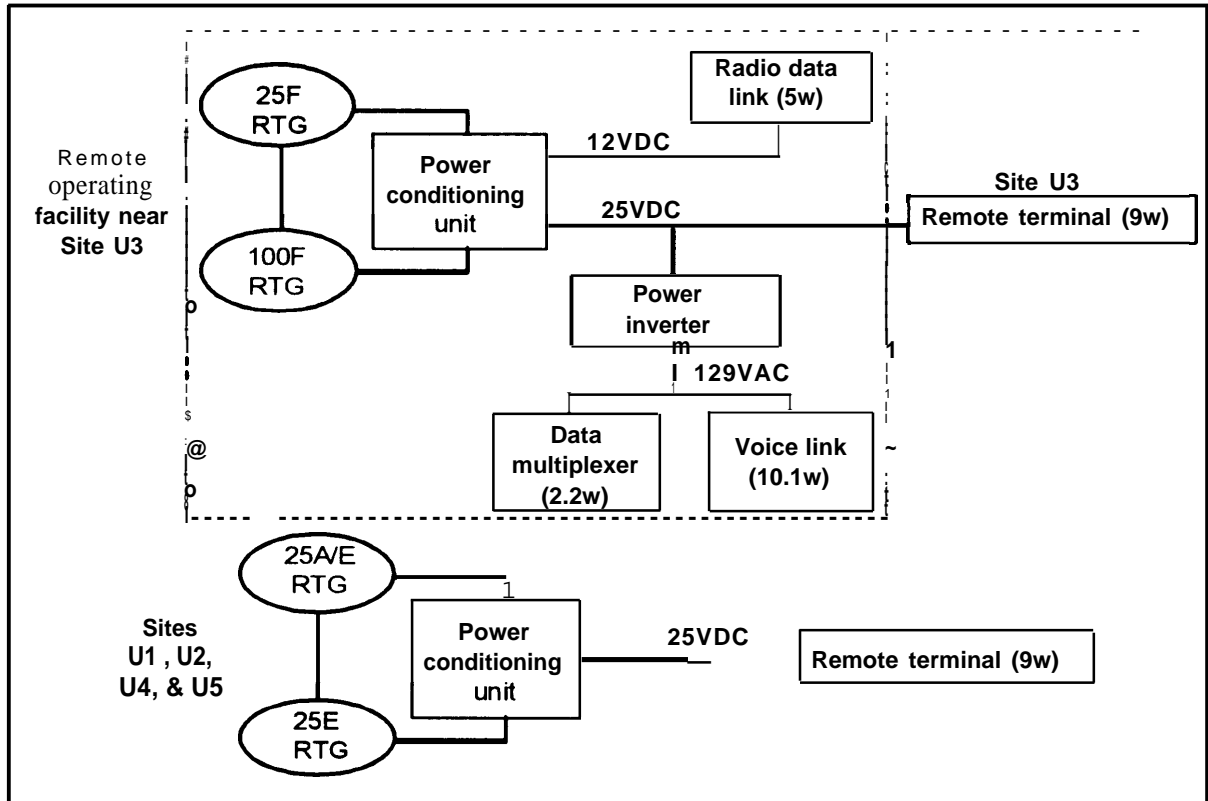 Remote
operating
facility near
Site U3
25F
RTG
100F
RTG
Power
conditioning
unit
12VDC
25VDC
Radio data
link (5w)
Site U3
Remote terminal (9w)
Power
inverter
m
I 129VAC
1
Data
multiplexer
(2.2w)
Voice link
(10.1w)
$
@
o
o
~
Sites
U1 , U2,
U4, & U5
25A/E
RTG
25E
RTG
1
Power
conditioning
unit
25VDC
Remote terminal (9w)